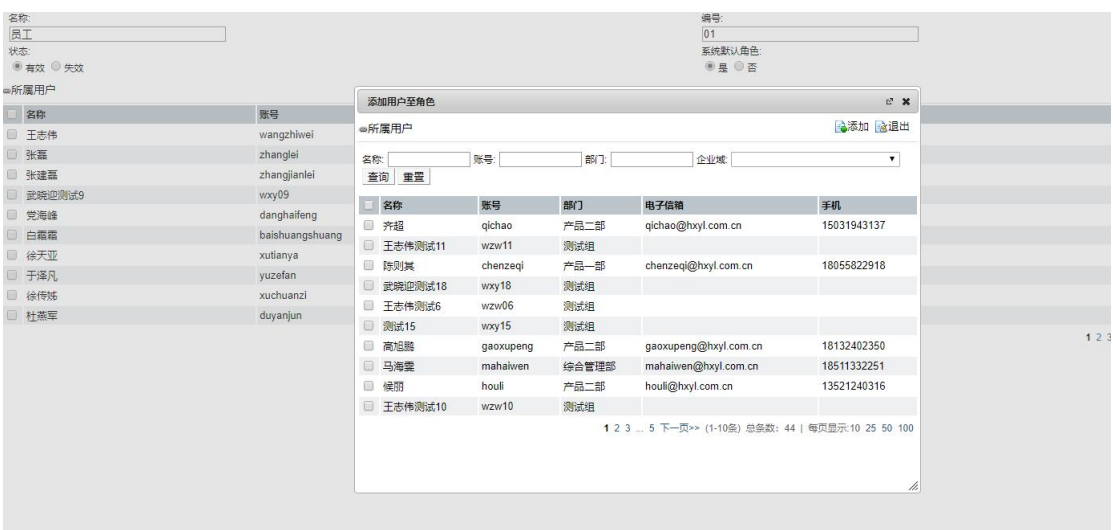 名称: 编号:
员工 01
状态: 系统默认角色:
有效 失效 是 否
所属用户
名称 账号
王志伟 wangzhiwei
张磊 zhanglei
张建磊 zhangjianlei
武晓迎测试9 wxy09
党海峰 danghaifeng
白霜霜 baishuangshuang
徐天亚 xutianya
于泽凡 yuzefan
徐传姊 xuchuanzi
杜燕军 duyanjun
1 2 3
添加用户至角色
所属用户 添加 退出
名称: 账号: 部门: 企业域:
查询 重置
名称 账号 部门 电子信箱 手机
齐超 qichao 产品二部 qichao@hxyl.com.cn 15031943137
王志伟测试11 wzw11 测试组
陈则其 chenzeqi 产品一部 chenzeqi@hxyl.com.cn 18055822918
武晓迎测试18 wxy18 测试组
王志伟测试6 wzw06 测试组
测试15 wxy15 测试组
高旭鹏 gaoxupeng 产品二部 gaoxupeng@hxyl.com.cn 18132402350
马海雯 mahaiwen 综合管理部 mahaiwen@hxyl.com.cn 18511332251
侯丽 houli 产品二部 houli@hxyl.com.cn 13521240316
王志伟测试10 wzw10 测试组
1 2 3 ... 5 下一页>> (1-10条) 总条数: 44 | 每页显示:10 25 50 100